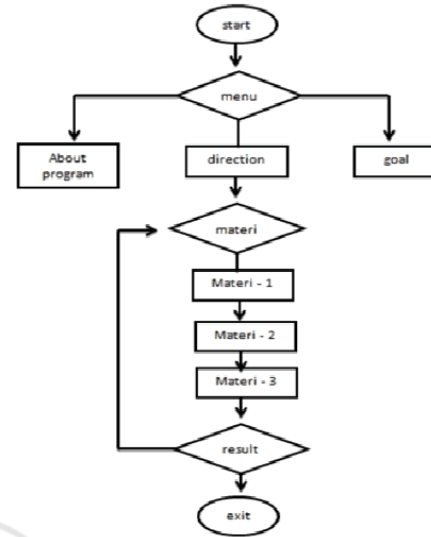 start
menu
About
program
direction
goal
materi
Materi - 1
Materi - 2
Materi - 3
result
exit